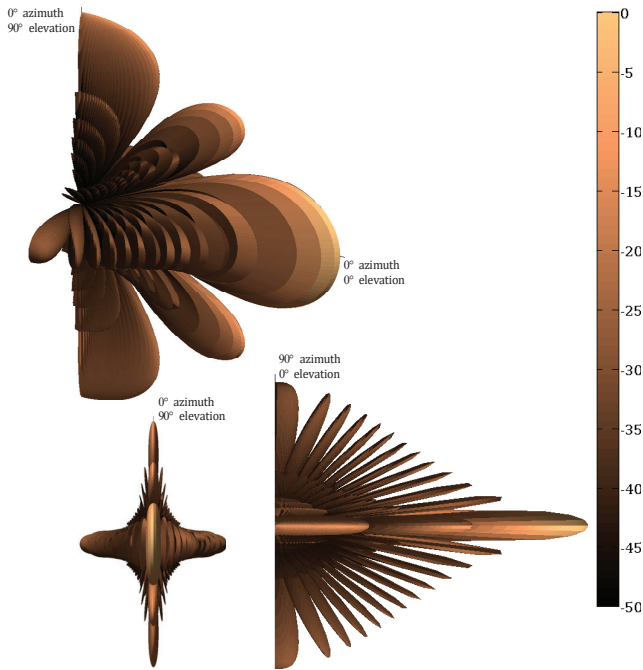 0° azimuth
90° elevation
0° azimuth
0° elevation
90° azimuth
0° elevation
0° azimuth
90° elevation
0
-5
-10
-15
-20
-25
-30
-35
-40
-45
-50